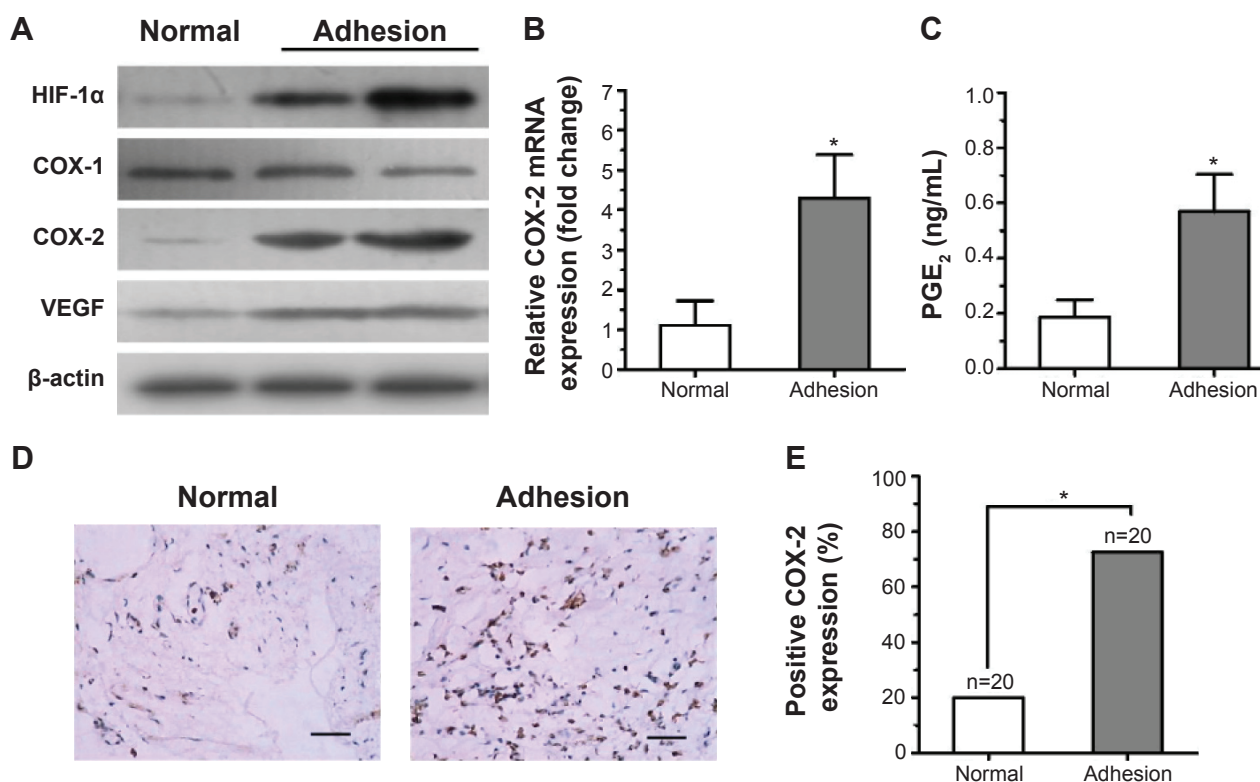 A
Normal
Adhesion
HIF-1α
COX-1
COX-2
VEGF
β-actin
B
Relative COX-2 mRNA
expression (fold change)
7
6
5
4
3
2
1
0
*
Normal
Adhesion
C
PGE2 (ng/mL)
1.0
0.8
0.6
0.4
0.2
0.0
*
Normal
Adhesion
D
Normal
Adhesion
E
Positive COX-2
expression (%)
100
80
60
40
20
0
*
n=20
n=20
Normal
Adhesion